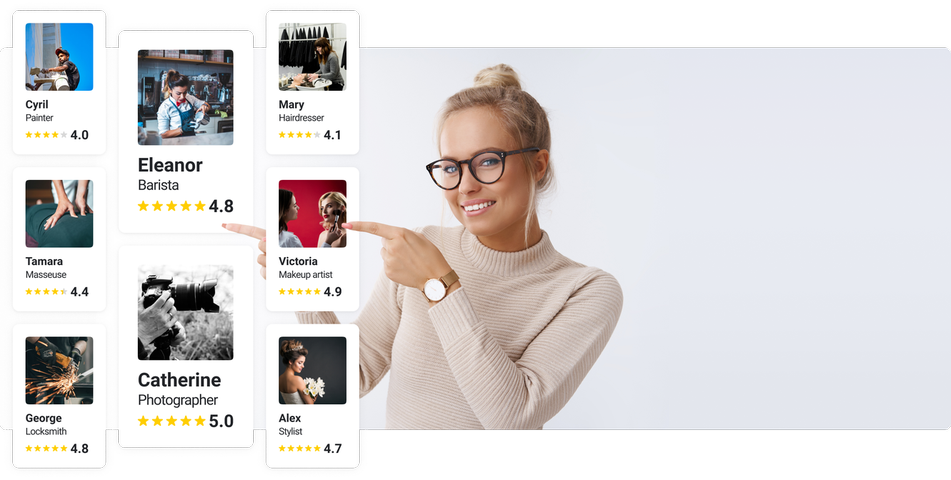 Cyril
Painter
4.0
Tamara
Masseuse
4.4
George
Locksmith
4.8
Eleanor
Barista
4.8
Catherine
Photographer
5.0
Mary
Hairdresser
4.1
Victoria
Makeup artist
4.9
Alex
Stylist
4.7